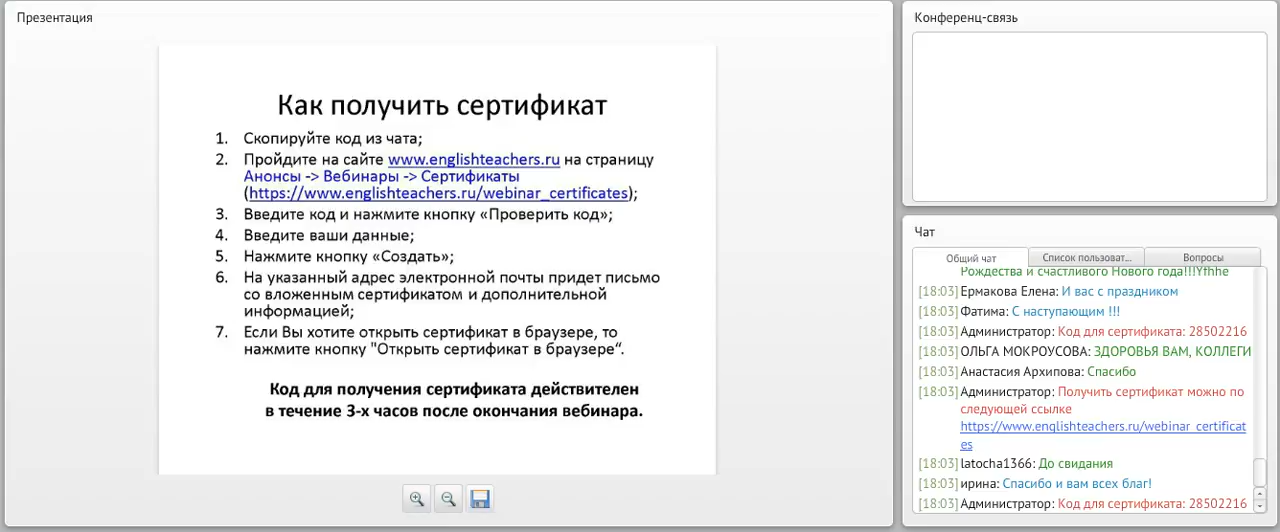 Презентация
Как получить сертификат
1. Скопируйте код из чата;
2. Пройдите на сайте www.englishteachers.ru на страницу
Анонсы -> Вебинары -> Сертификаты
(https://www.englishteachers.ru/webinar_certificates);
3. Введите код и нажмите кнопку «Проверить код»;
4. Введите ваши данные;
5. Нажмите кнопку «Создать»;
6. На указанный адрес электронной почты придет письмо
со вложенным сертификатом и дополнительной
информацией;
7. Если Вы хотите открыть сертификат в браузере, то
нажмите кнопку "Открыть сертификат в браузере“.
Код для получения сертификата действителен
в течение 3-х часов после окончания вебинара.
Конференц-связь
Чат
Общий чат
Список пользоват...
Вопросы
Рождества и счастливого Нового года!!!Yfhhe
[18:03] Ермакова Елена: И вас с праздником
[18:03] Фатима: С наступающим !!!
[18:03] Администратор: Код для сертификата: 28502216
[18:03] ОЛЬГА МОКРОУСОВА: ЗДОРОВЬЯ ВАМ, КОЛЛЕГИ
[18:03] Анастасия Архипова: Спасибо
[18:03] Администратор: Получить сертификат можно по
следующей ссылке
https://www.englishteachers.ru/webinar_certificat
es
[18:03] latocha1366: До свидания
[18:03] ирина: Спасибо и вам всех благ!
[18:03] Администратор: Код для сертификата: 28502216